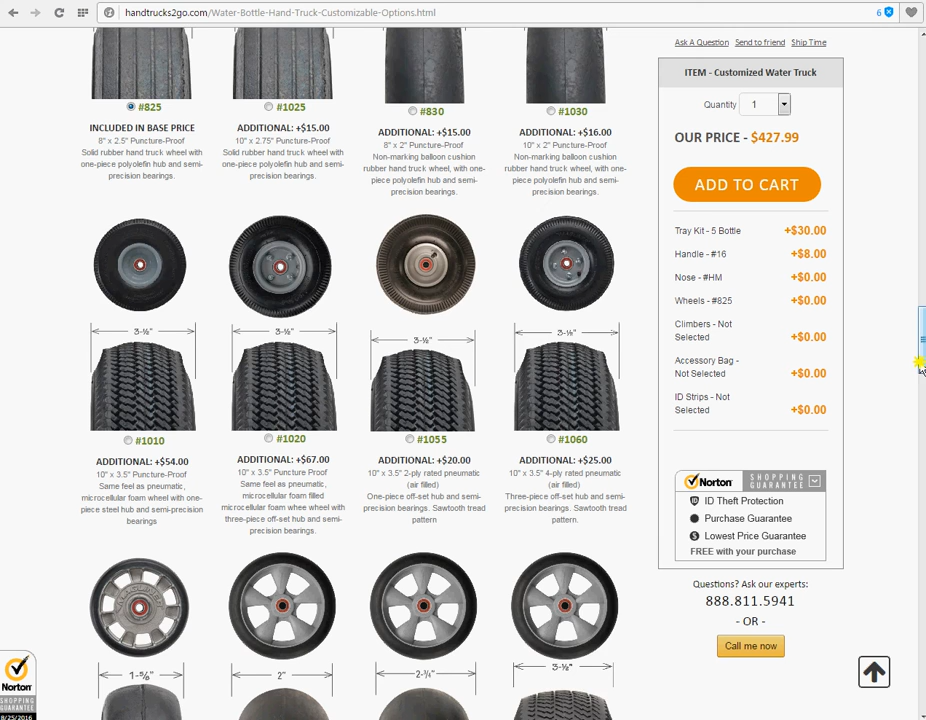 handtrucks2go.com/Water-Bottle-Hand-Truck-Customizable-Options.html
6
Ask A Question Send to friend Ship Time
ITEM - Customized Water Truck
Quantity 1
OUR PRICE - $427.99
ADD TO CART
Tray Kit - 5 Bottle +$30.00
Handle - #16 +$8.00
Nose - #HM +$0.00
Wheels - #825 +$0.00
Climbers - Not
Selected +$0.00
Accessory Bag -
Not Selected +$0.00
ID Strips - Not
Selected +$0.00
Norton SHOPPING GUARANTEE
ID Theft Protection
Purchase Guarantee
$ Lowest Price Guarantee
FREE with your purchase
Questions? Ask our experts:
888.811.5941
- OR -
Call me now
#825
INCLUDED IN BASE PRICE
8" x 2.5" Puncture-Proof
Solid rubber hand truck wheel with
one-piece polyolefin hub and semi-
precision bearings.
#1025
ADDITIONAL: +$15.00
10" x 2.75" Puncture-Proof
Solid rubber hand truck wheel with
one-piece polyolefin hub and semi-
precision bearings.
#830
ADDITIONAL: +$15.00
8" x 2" Puncture-Proof
Non-marking balloon cushion
rubber hand truck wheel, with one-
piece polyolefin hub and semi-
precision bearings.
#1030
ADDITIONAL: +$16.00
10" x 2" Puncture-Proof
Non-marking balloon cushion
rubber hand truck wheel, with one-
piece polyolefin hub and semi-
precision bearings.
3-½"
3-½"
3-½"
3-½"
#1010
ADDITIONAL: +$54.00
10" x 3.5" Puncture-Proof
Same feel as pneumatic,
microcellular foam wheel with one-
piece steel hub and semi-precision
bearings
#1020
ADDITIONAL: +$67.00
10" x 3.5" Puncture Proof
Same feel as pneumatic,
microcellular foam filled
microcellular foam whee wheel with
three-piece off-set hub and semi-
precision bearings.
#1055
ADDITIONAL: +$20.00
10" x 3.5" 2-ply rated pneumatic
(air filled)
One-piece off-set hub and semi-
precision. Sawtooth tread
pattern
#1060
ADDITIONAL: +$25.00
10" x 3.5" 4-ply rated pneumatic
(air filled)
Three-piece off-set hub and semi-
precision. Sawtooth tread
pattern.
1-⅝"
2"
2-¼"
3-½"
Norton
SHOPPING
GUARANTEE
8/25/2016